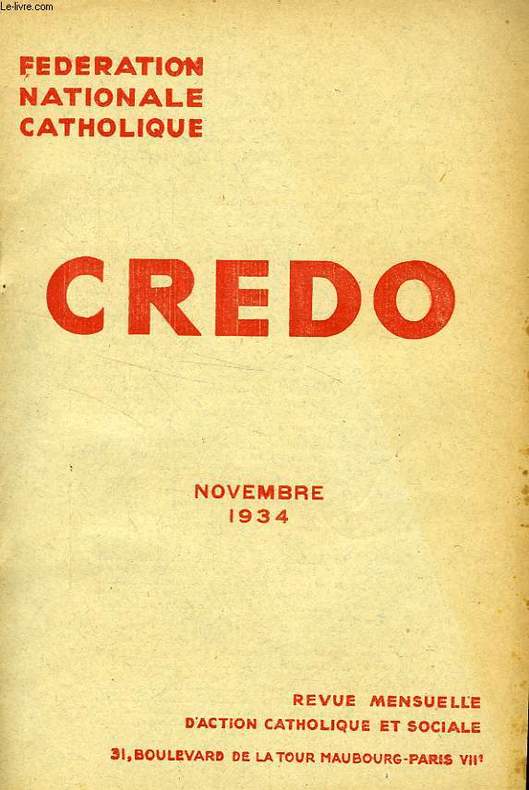 Le-livre.com
FEDERATION
NATIONALE
CATHOLIQUE
CREDO
NOVEMBRE
1934
REVUE MENSUELLE
D'ACTION CATHOLIQUE ET SOCIALE
31, BOULEVARD DE LA TOUR MAUBOURG-PARIS VIIe